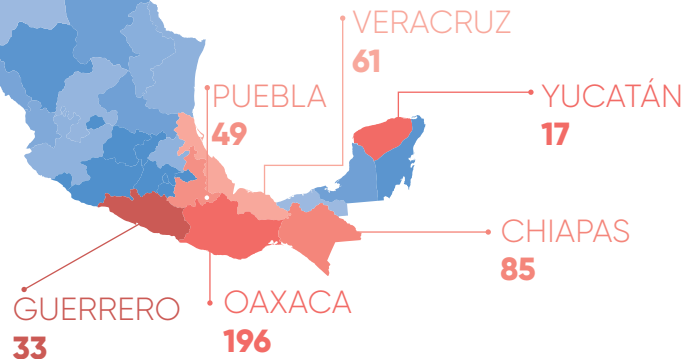 VERACRUZ
61
PUEBLA
49
YUCATÁN
17
CHIAPAS
85
OAXACA
196
GUERRERO
33